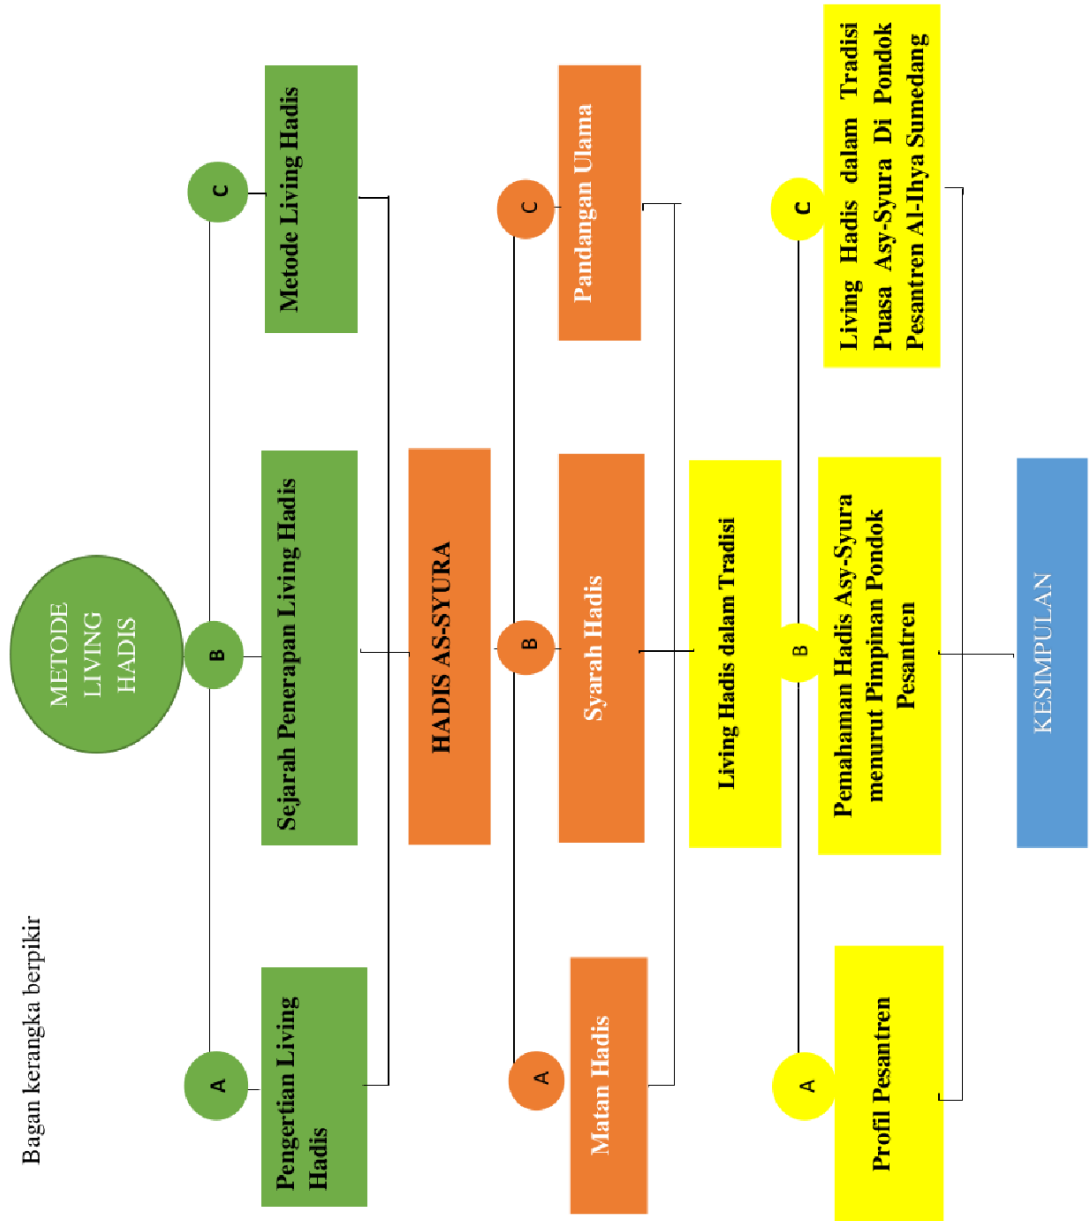 Bagan kerangka berpikir
METODE
LIVING
HADIS
A
B
C
Pengertian Living
Hadis
Sejarah Penerapan Living Hadis
Metode Living Hadis
HADIS AS-SYURA
A
B
C
Matan Hadis
Syarah Hadis
Pandangan Ulama
Living Hadis dalam Tradisi
A
B
C
Profil Pesantren
Pemahaman Hadis Asy-Syura
menurut Pimpinan Pondok
Pesantren
Living Hadis dalam Tradisi
Puasa Asy-Syura Di Pondok
Pesantren Al-Ihya Sumedang
KESIMPULAN